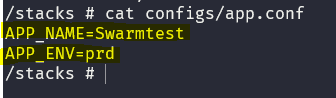 /stacks # cat configs/app.conf
APP_NAME=Swarmtest
APP_ENV=prd
/stacks #